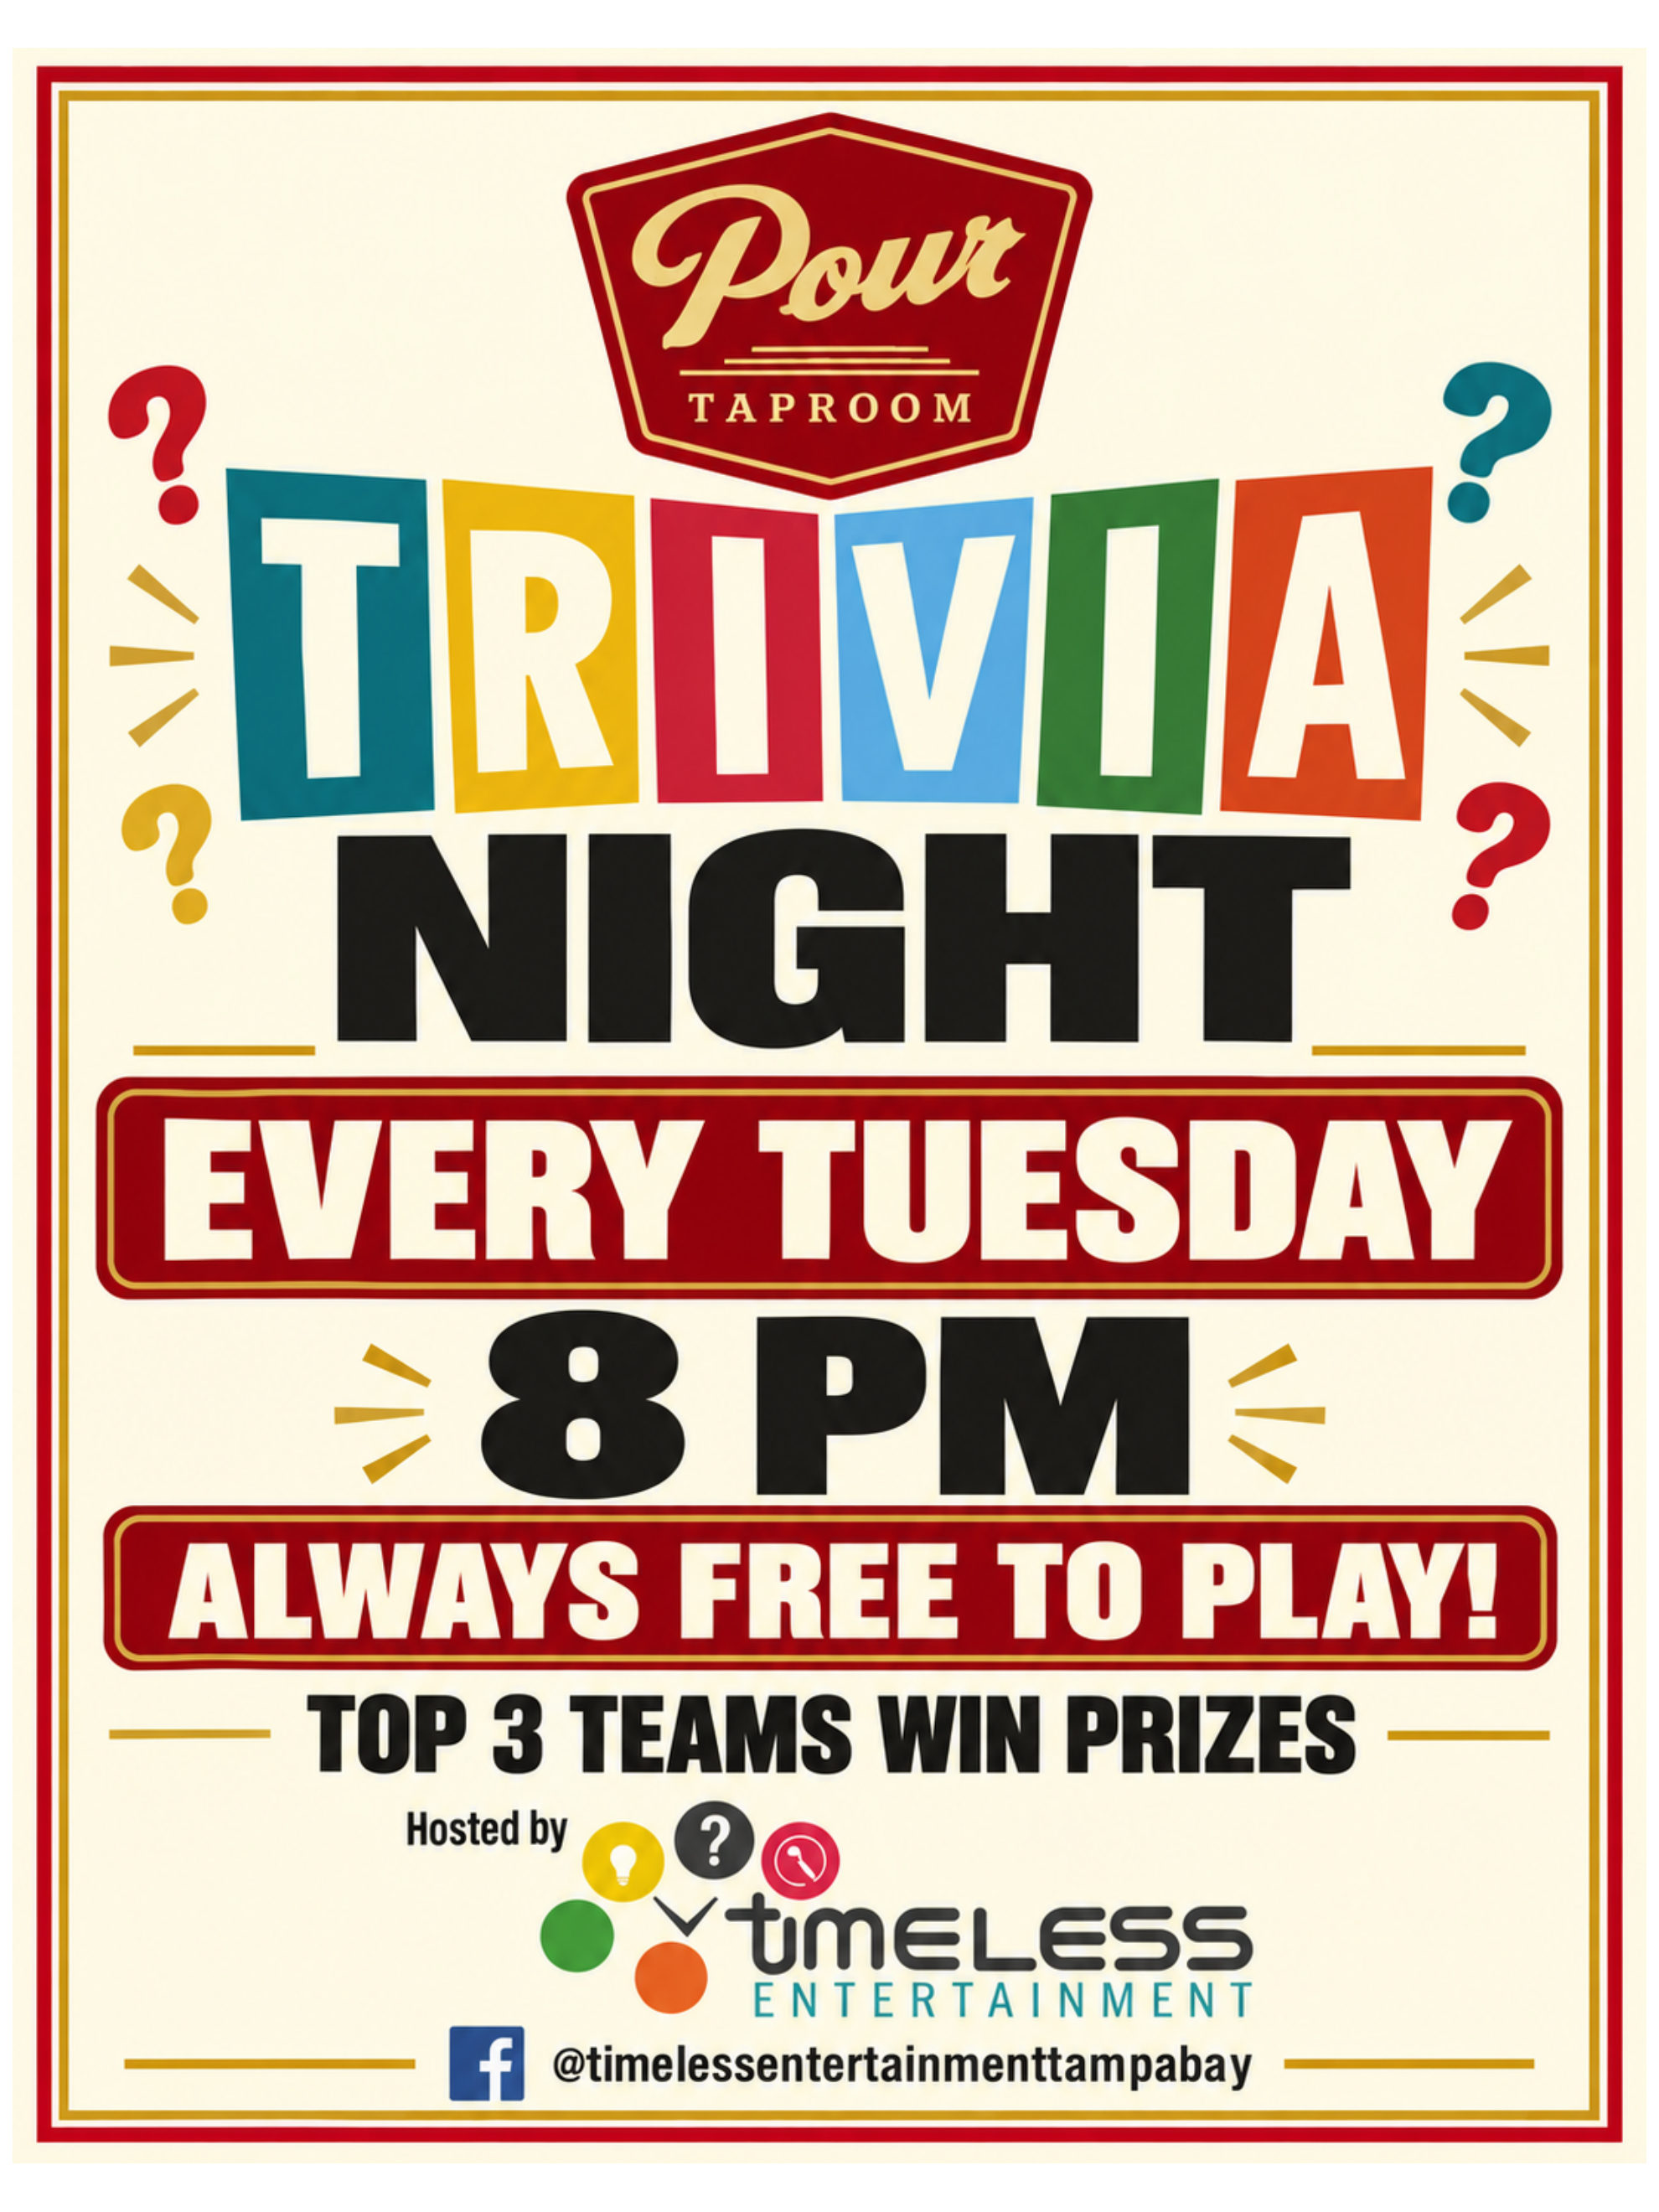 Pour
TAPROOM
TRIVIA
NIGHT
EVERY TUESDAY
8 PM
ALWAYS FREE TO PLAY!
TOP 3 TEAMS WIN PRIZES
Hosted by
timeless
ENTERTAINMENT
@timelessentertainmenttampabay